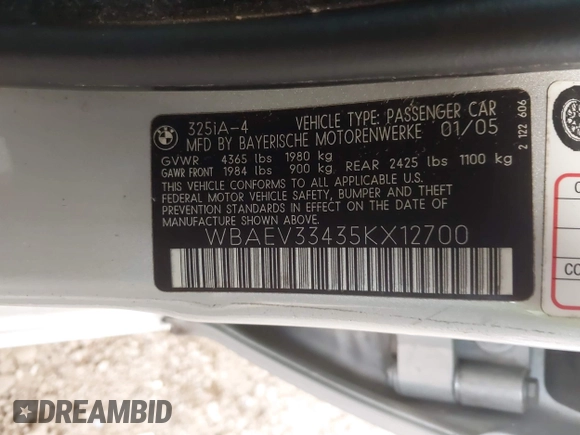 BMW
325iA-4 VEHICLE TYPE: PASSENGER CAR
MFD BY BAYERISCHE MOTORENWERKE 01/05
GVWR 4365 lbs 1980 kg
GAWR FRONT 1984 lbs 900 kg REAR 2425 lbs 1100 kg
THIS VEHICLE CONFORMS TO ALL APPLICABLE U.S.
FEDERAL MOTOR VEHICLE SAFETY, BUMPER AND THEFT
PREVENTION STANDARDS IN EFFECT ON THE DATE OF
MANUFACTURE SHOWN ABOVE.
WBAEV33435KX12700
2 122 606
DREAMBID